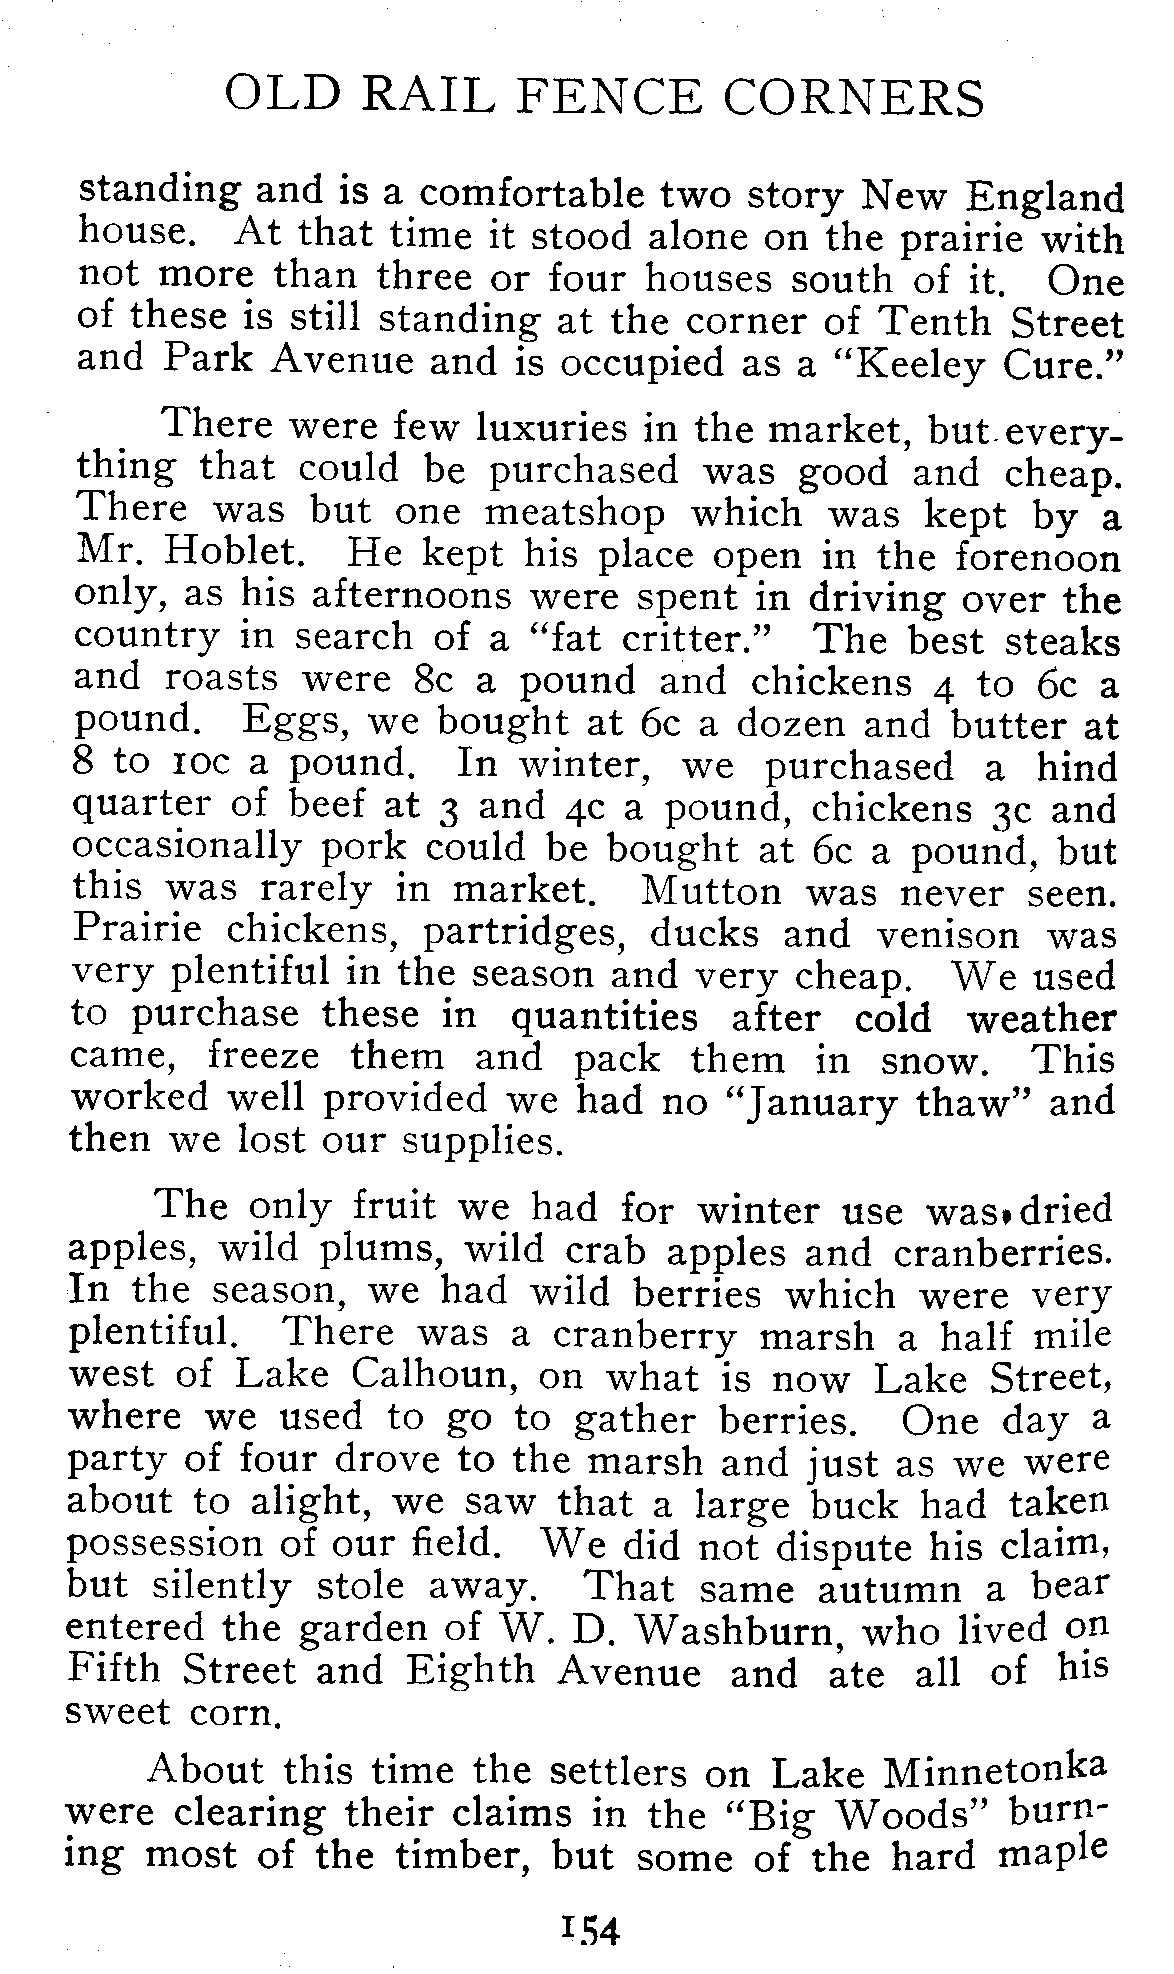 OLD RAIL FENCE CORNERS
standing and is a comfortable two story New England
house. At that time it stood alone on the prairie with
not more than three or four houses south of it. One
of these is still standing at the corner of Tenth Street
and Park Avenue and is occupied as a “Keeley Cure.”
There were few luxuries in the market, but every-
thing that could be purchased was good and cheap.
There was but one meatshop which was kept by a
Mr. Hoblet. He kept his place open in the forenoon
only, as his afternoons were spent in driving over the
country in search of a “fat critter.” The best steaks
and roasts were 8c a pound and chickens 4 to 6c a
pound. Eggs, we bought at 6c a dozen and butter at
8 to 10c a pound. In winter, we purchased a hind
quarter of beef at 3 and 4c a pound, chickens 3c and
occasionally pork could be bought at 6c a pound, but
this was rarely in market. Mutton was never seen.
Prairie chickens, partridges, ducks and venison was
very plentiful in the season and very cheap. We used
to purchase these in quantities after cold weather
came, freeze them and pack them in snow. This
worked well provided we had no “January thaw” and
then we lost our supplies.
The only fruit we had for winter use was dried
apples, wild plums, wild crab apples and cranberries.
In the season, we had wild berries which were very
plentiful. There was a cranberry marsh a half mile
west of Lake Calhoun, on what is now Lake Street,
where we used to go to gather berries. One day a
party of four drove to the marsh and just as we were
about to alight, we saw that a large buck had taken
possession of our field. We did not dispute his claim,
but silently stole away. That same autumn a bear
entered the garden of W. D. Washburn, who lived on
Fifth Street and Eighth Avenue and ate all of his
sweet corn.
About this time the settlers on Lake Minnetonka
were clearing their claims in the “Big Woods” burn-
ing most of the timber, but some of the hard maple
154